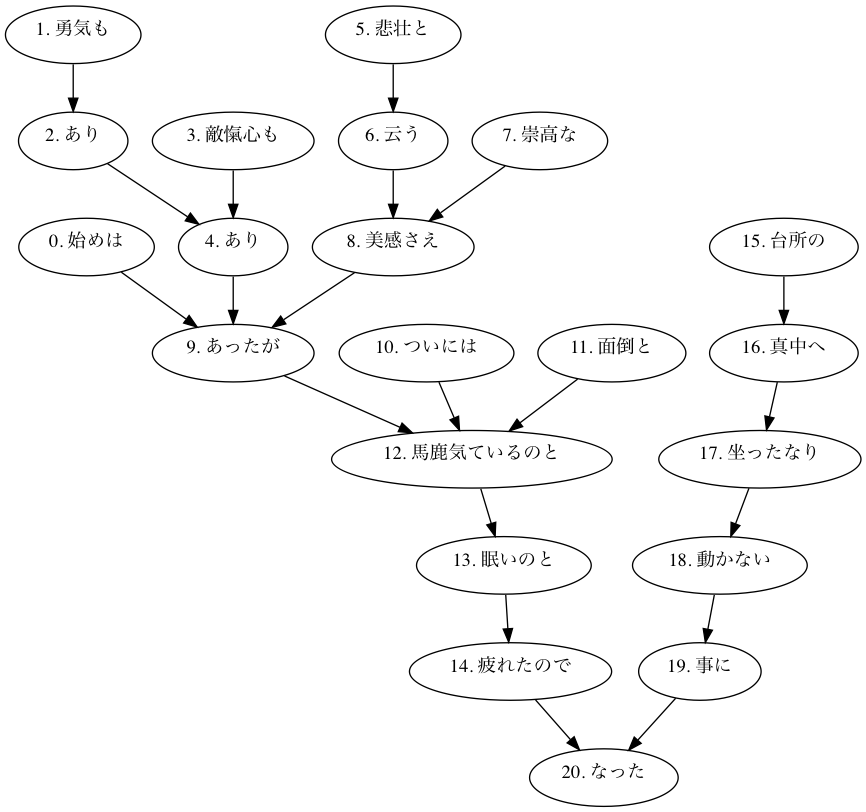 1. 勇気も
5. 悲壮と
2. あり
3. 敵愾心も
6. 云う
7. 崇高な
0. 始めは
4. あり
8. 美感さえ
15. 台所の
9. あったが
10. ついには
11. 面倒と
16. 真中へ
12. 馬鹿気ているのと
17. 坐ったなり
13. 眠いのと
18. 動かない
14. 疲れたので
19. 事に
20. なった